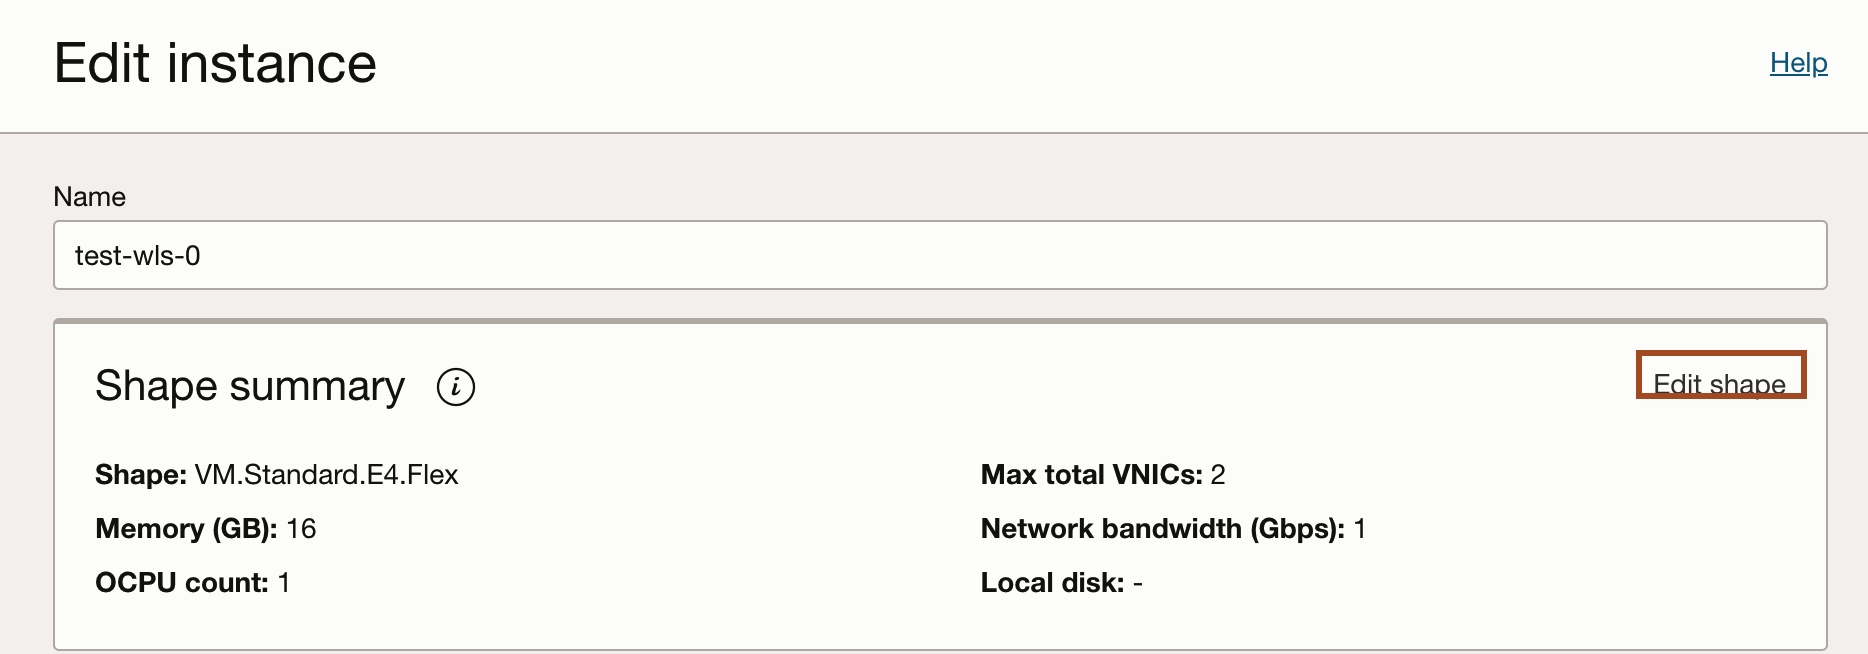 Edit instance
Help
Name
test-wls-0
Shape summary
Edit shape
Shape: VM.Standard.E4.Flex
Memory (GB): 16
OCPU count: 1
Max total VNICs: 2
Network bandwidth (Gbps): 1
Local disk: -